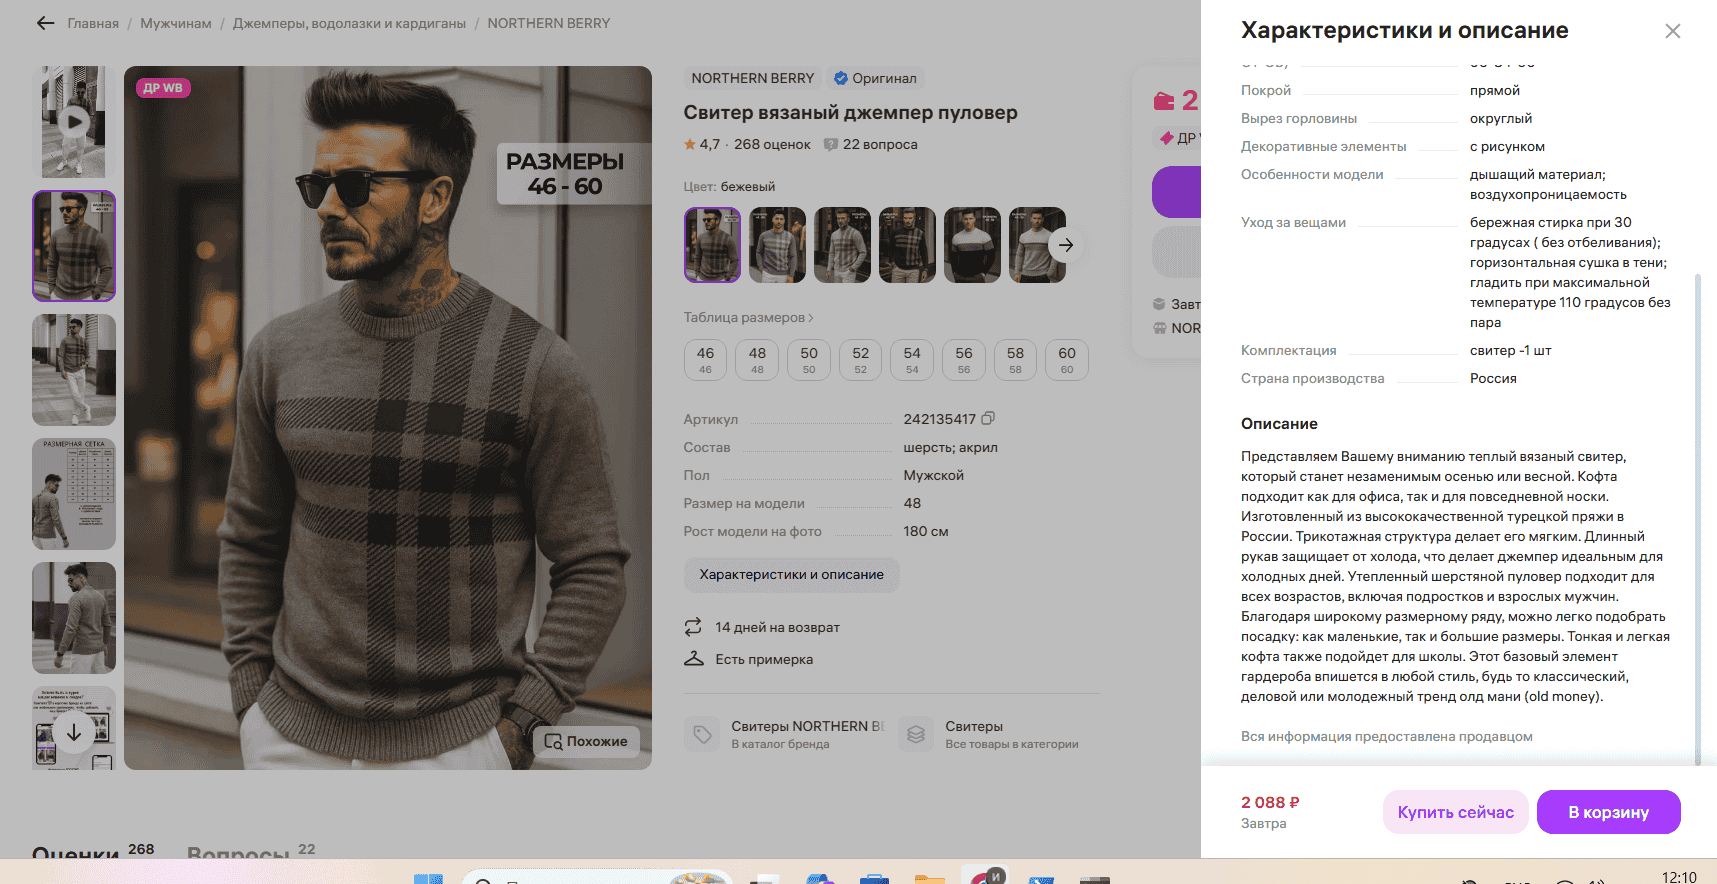 Главная / Мужчинам / Джемперы, водолазки и кардиганы / NORTHERN BERRY
ДР WB
РАЗМЕРЫ
46 - 60
Похожие
РАЗМЕРНАЯ СЕТКА
NORTHERN BERRY
Оригинал
Свитер вязаный джемпер пуловер
4,7 · 268 оценок 22 вопроса
Цвет: бежевый
Таблица размеров
46 48 50 52 54 56 58 60
46 48 50 52 54 56 58 60
Артикул 242135417
Состав шерсть; акрил
Пол Мужской
Размер на модели 48
Рост модели на фото 180 см
Характеристики и описание
14 дней на возврат
Есть примерка
Свитеры NORTHERN BE
В каталог бренда
Свитеры
Все товары в категории
2
ДР
Завт
NOR
Оценки 268
Вопросы 22
Характеристики и описание
Покрой прямой
Вырез горловины округлый
Декоративные элементы с рисунком
Особенности модели дышащий материал;
воздухопроницаемость
Уход за вещами бережная стирка при 30
градусах ( без отбеливания);
горизонтальная сушка в тени;
гладить при максимальной
температуре 110 градусов без
пара
Комплектация свитер -1 шт
Страна производства Россия
Описание
Представляем Вашему вниманию теплый вязаный свитер,
который станет незаменимым осенью или весной. Кофта
подходит как для офиса, так и для повседневной носки.
Изготовленный из высококачественной турецкой пряжи в
России. Трикотажная структура делает его мягким. Длинный
рукав защищает от холода, что делает джемпер идеальным для
холодных дней. Утепленный шерстяной пуловер подходит для
всех возрастов, включая подростков и взрослых мужчин.
Благодаря широкому размерному ряду, можно легко подобрать
посадку: как маленькие, так и большие размеры. Тонкая и легкая
кофта также подойдет для школы. Этот базовый элемент
гардероба впишется в любой стиль, будь то классический,
деловой или молодежный тренд олд мани (old money).
Вся информация предоставлена продавцом
2 088 ₽
Завтра
Купить сейчас
В корзину
И
12:10